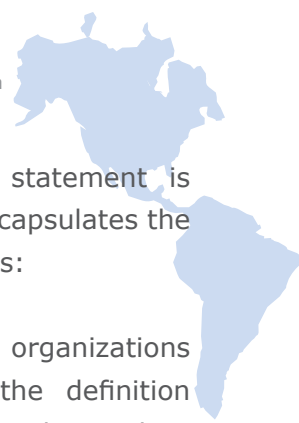 statement is
capsulates the
s:
organizations
the definition